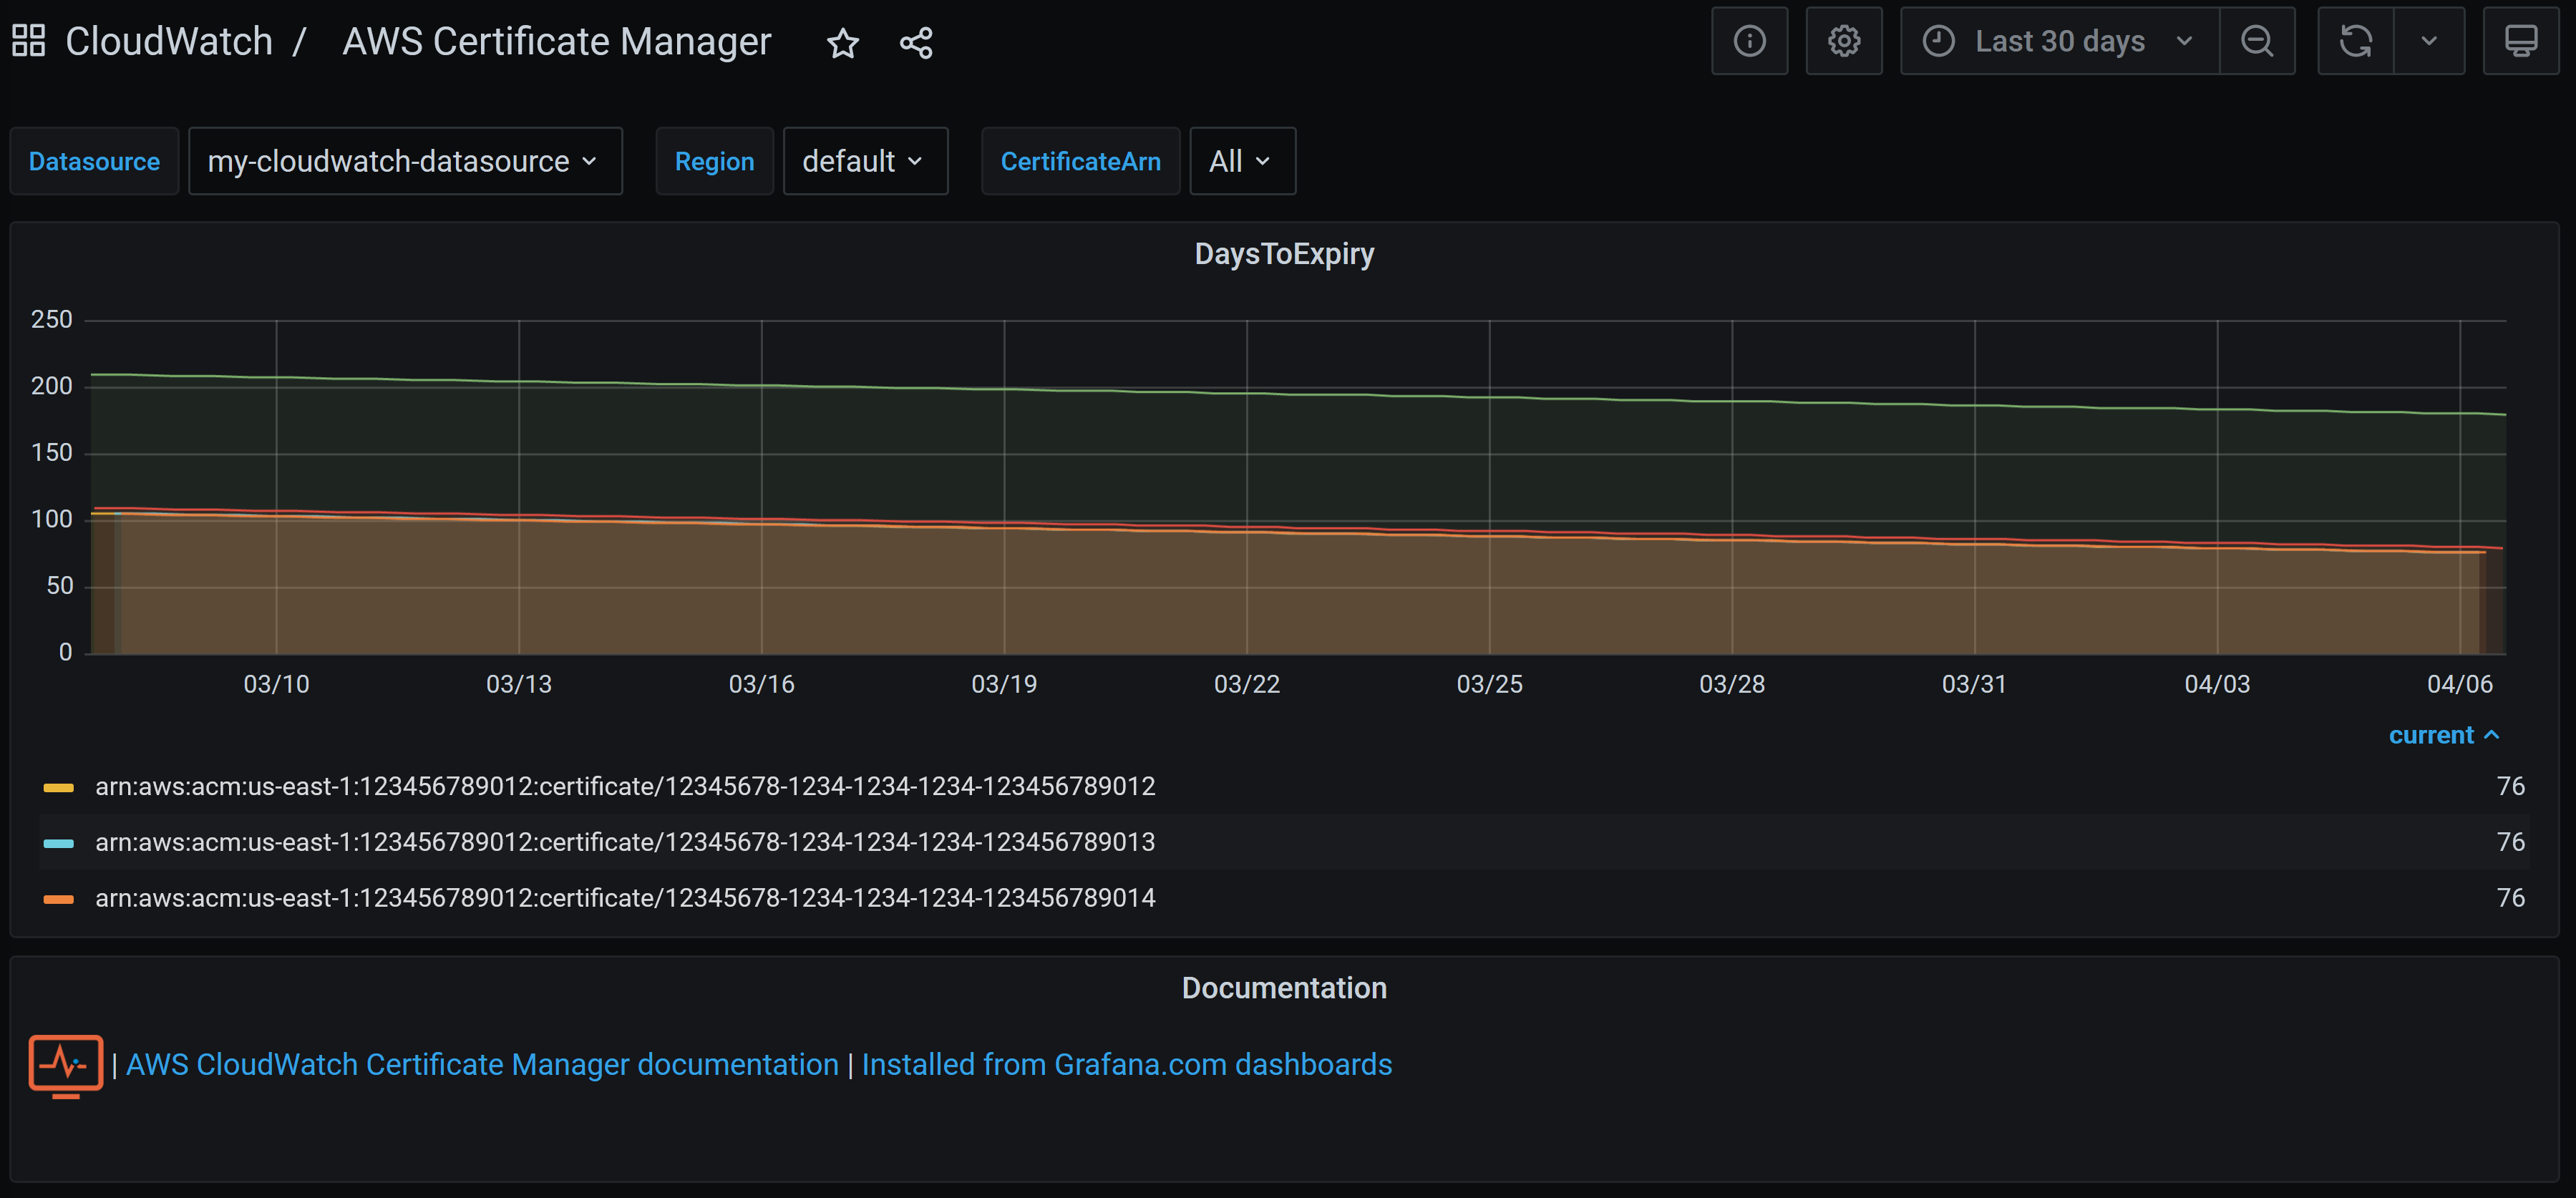 CloudWatch / AWS Certificate Manager
Last 30 days
Datasource my-cloudwatch-datasource Region default CertificateArn All
DaysToExpiry
250
200
150
100
50
0
03/10 03/13 03/16 03/19 03/22 03/25 03/28 03/31 04/03 04/06
current
arn:aws:acm:us-east-1:123456789012:certificate/12345678-1234-1234-1234-123456789012 76
arn:aws:acm:us-east-1:123456789012:certificate/12345678-1234-1234-1234-123456789013 76
arn:aws:acm:us-east-1:123456789012:certificate/12345678-1234-1234-1234-123456789014 76
Documentation
| AWS CloudWatch Certificate Manager documentation | Installed from Grafana.com dashboards